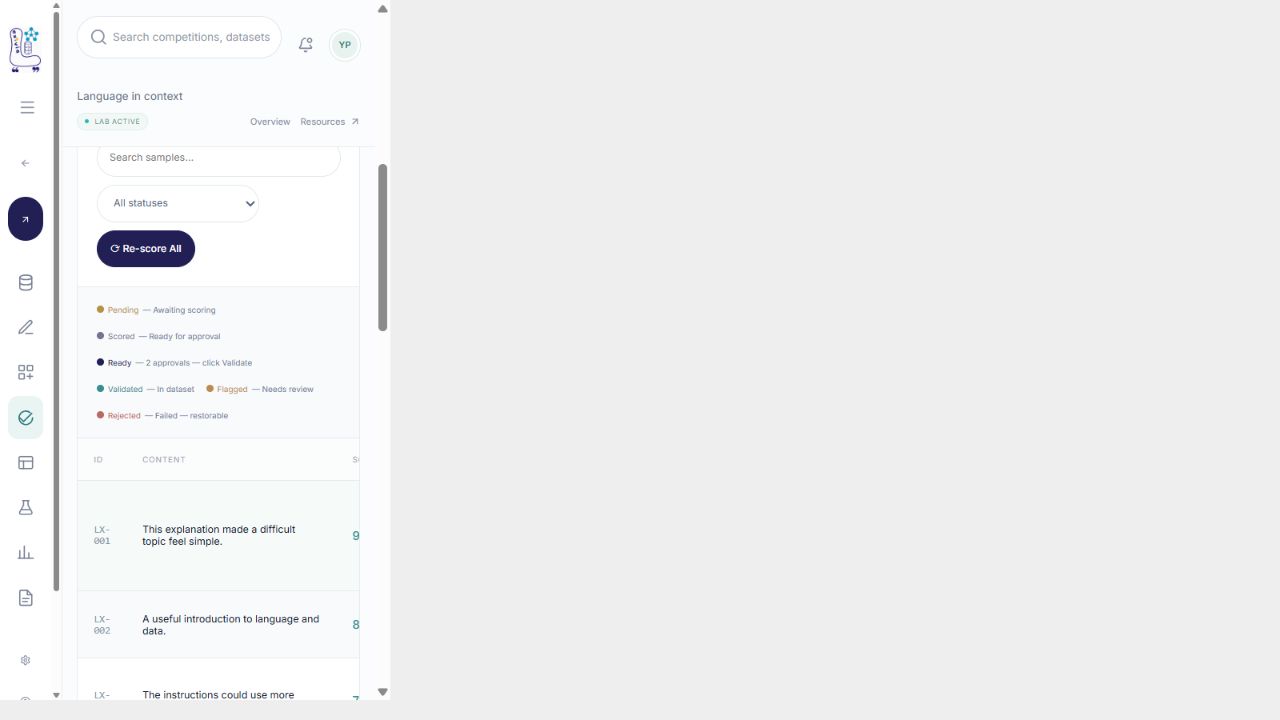 Search competitions, datasets
YP
Language in context
LAB ACTIVE
Overview
Resources
Search samples...
All statuses
Re-score All
Pending — Awaiting scoring
Scored — Ready for approval
Ready — 2 approvals — click Validate
Validated — In dataset
Flagged — Needs review
Rejected — Failed — restorable
ID
CONTENT
LX-
001
This explanation made a difficult
topic feel simple.
9
LX-
002
A useful introduction to language and
data.
8
LX-
The instructions could use more